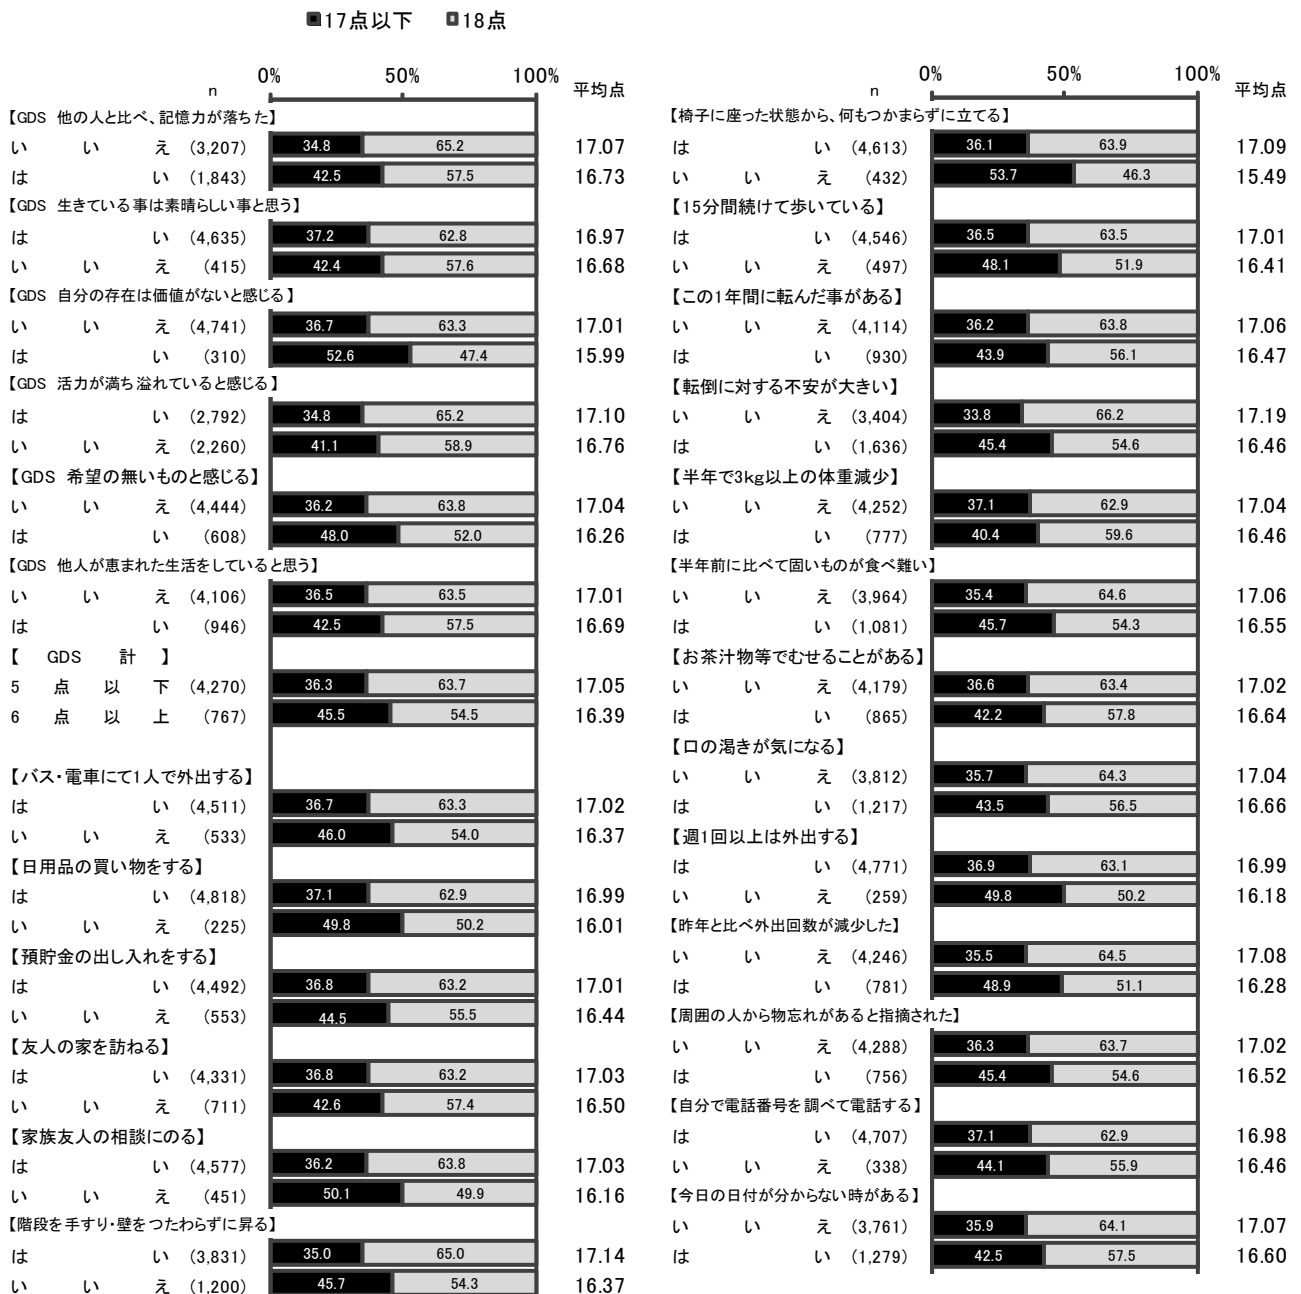 ■17点以下 □18点
0% 50% 100%
n 平均点
【GDS 他の人と比べ、記憶力が落ちた】
いいえ (3,207) 34.8 65.2 17.07
はい (1,843) 42.5 57.5 16.73
【GDS 生きている事は素晴らしい事と思う】
はい (4,635) 37.2 62.8 16.97
いいえ (415) 42.4 57.6 16.68
【GDS 自分の存在は価値がないと感じる】
いいえ (4,741) 36.7 63.3 17.01
はい (310) 52.6 47.4 15.99
【GDS 活力が満ち溢れていると感じる】
はい (2,792) 34.8 65.2 17.10
いいえ (2,260) 41.1 58.9 16.76
【GDS 希望の無いものと感じる】
いいえ (4,444) 36.2 63.8 17.04
はい (608) 48.0 52.0 16.26
【GDS 他人が恵まれた生活をしていると思う】
いいえ (4,106) 36.5 63.5 17.01
はい (946) 42.5 57.5 16.69
【 GDS 計 】
5点以下 (4,270) 36.3 63.7 17.05
6点以上 (767) 45.5 54.5 16.39
【バス・電車にて1人で外出する】
はい (4,511) 36.7 63.3 17.02
いいえ (533) 46.0 54.0 16.37
【日用品の買い物をする】
はい (4,818) 37.1 62.9 16.99
いいえ (225) 49.8 50.2 16.01
【預貯金の出し入れをする】
はい (4,492) 36.8 63.2 17.01
いいえ (553) 44.5 55.5 16.44
【友人の家を訪ねる】
はい (4,331) 36.8 63.2 17.03
いいえ (711) 42.6 57.4 16.50
【家族友人の相談にのる】
はい (4,577) 36.2 63.8 17.03
いいえ (451) 50.1 49.9 16.16
【階段を手すり・壁をつたわらずに昇る】
はい (3,831) 35.0 65.0 17.14
いいえ (1,200) 45.7 54.3 16.37
0% 50% 100%
n 平均点
【椅子に座った状態から、何もつかまらずに立てる】
はい (4,613) 36.1 63.9 17.09
いいえ (432) 53.7 46.3 15.49
【15分間続けて歩いている】
はい (4,546) 36.5 63.5 17.01
いいえ (497) 48.1 51.9 16.41
【この1年間に転んだ事がある】
いいえ (4,114) 36.2 63.8 17.06
はい (930) 43.9 56.1 16.47
【転倒に対する不安が大きい】
いいえ (3,404) 33.8 66.2 17.19
はい (1,636) 45.4 54.6 16.46
【半年で3kg以上の体重減少】
いいえ (4,252) 37.1 62.9 17.04
はい (777) 40.4 59.6 16.46
【半年前に比べて固いものが食べ難い】
いいえ (3,964) 35.4 64.6 17.06
はい (1,081) 45.7 54.3 16.55
【お茶汁物等でむせることがある】
いいえ (4,179) 36.6 63.4 17.02
はい (865) 42.2 57.8 16.64
【口の渇きが気になる】
いいえ (3,812) 35.7 64.3 17.04
はい (1,217) 43.5 56.5 16.66
【週1回以上は外出する】
はい (4,771) 36.9 63.1 16.99
いいえ (259) 49.8 50.2 16.18
【昨年と比べ外出回数が減少した】
いいえ (4,246) 35.5 64.5 17.08
はい (781) 48.9 51.1 16.28
【周囲の人から物忘れがあると指摘された】
いいえ (4,288) 36.3 63.7 17.02
はい (756) 45.4 54.6 16.52
【自分で電話番号を調べて電話する】
はい (4,707) 37.1 62.9 16.98
いいえ (338) 44.1 55.9 16.46
【今日の日付が分からない時がある】
いいえ (3,761) 35.9 64.1 17.07
はい (1,279) 42.5 57.5 16.60